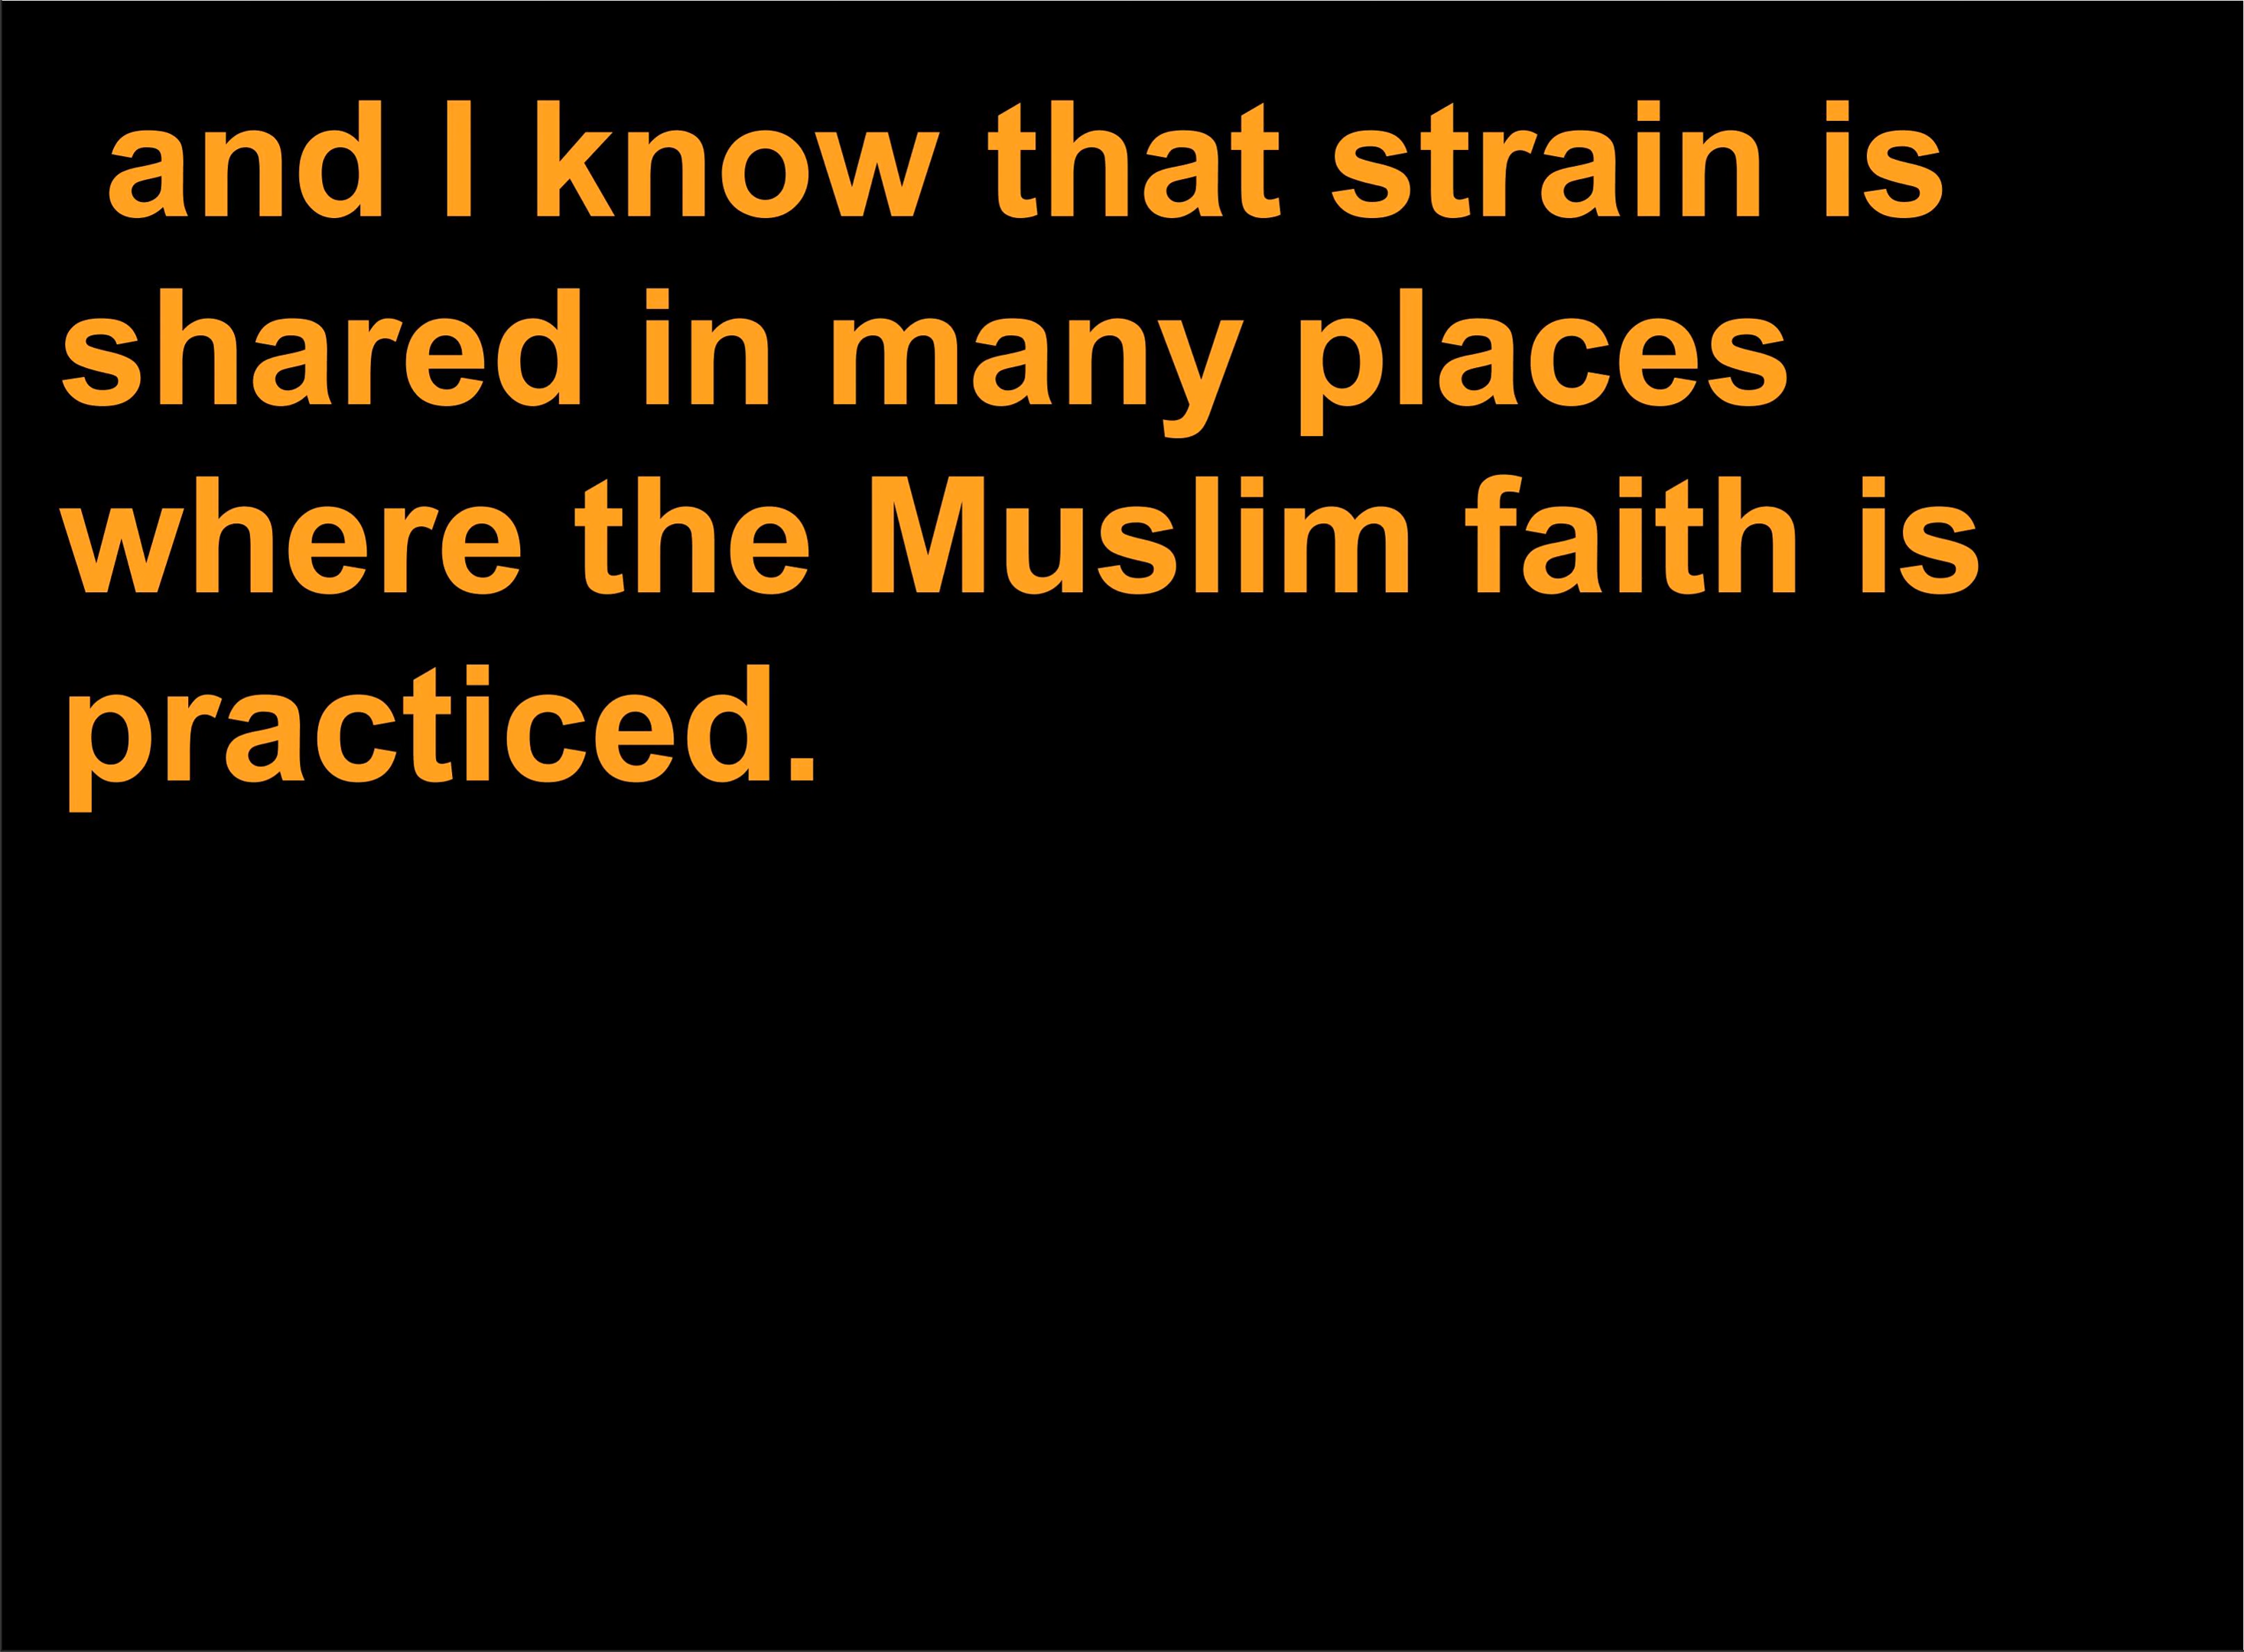 and I know that strain is
shared in many places
where the Muslim faith is
practiced.